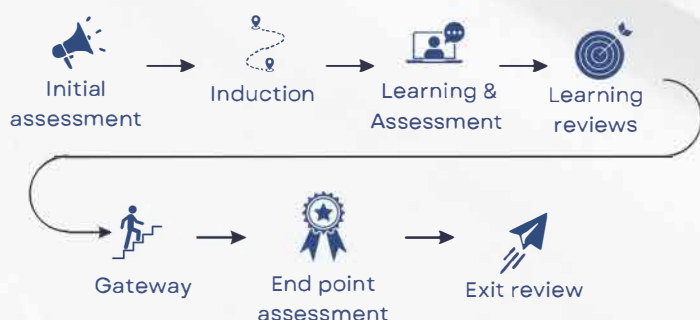 Initial
assessment
Induction
Learning &
Assessment
Learning
reviews
Gateway
End point
assessment
Exit review